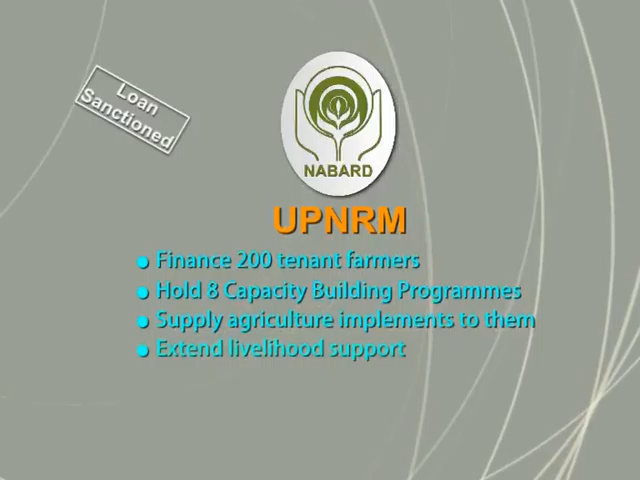 Loan
Sanctioned
NABARD
UPNRM
• Finance 200 tenant farmers
• Hold 8 Capacity Building Programmes
• Supply agriculture implements to them
• Extend livelihood support